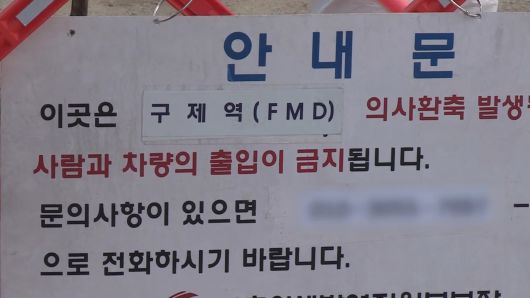 안내문
이곳은 구제역(FMD) 의사환축 발생
사람과 차량의 출입이 금지됩니다.
문의사항이 있으면 -
으로 전화하시기 바랍니다.